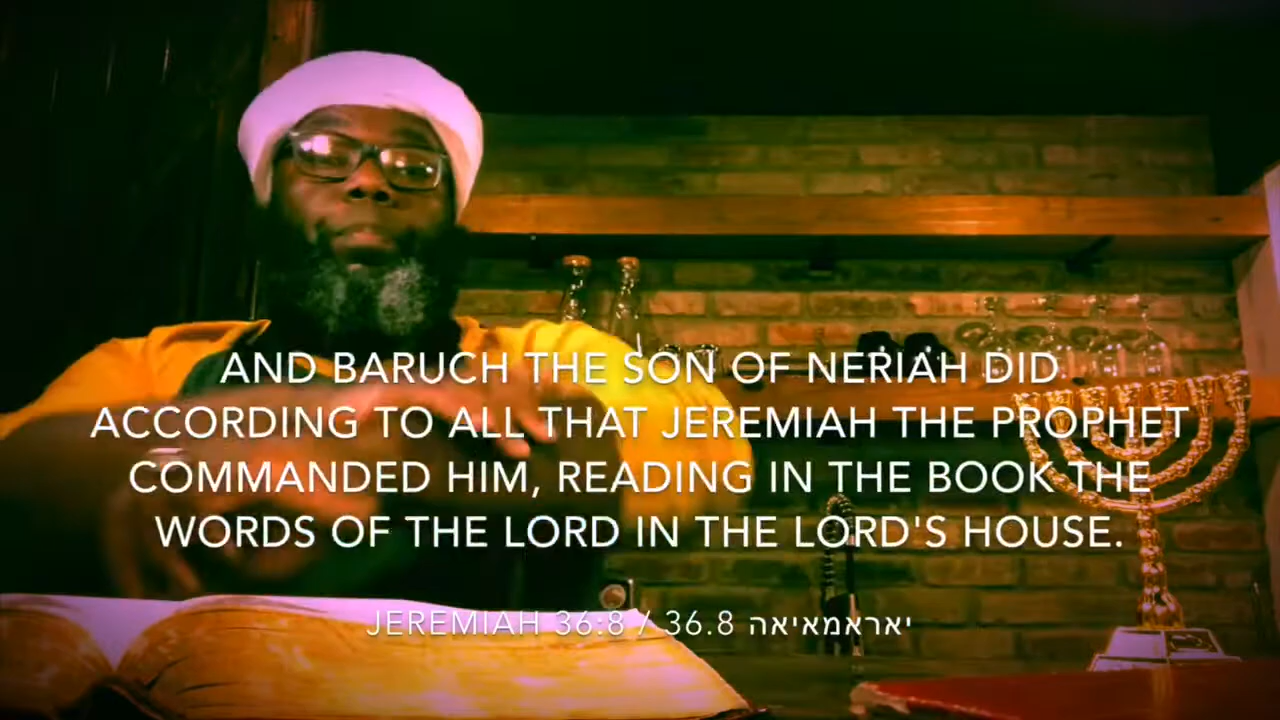 AND BARUCH THE SON OF NERIAH DID
ACCORDING TO ALL THAT JEREMIAH THE PROPHET
COMMANDED HIM, READING IN THE BOOK THE
WORDS OF THE LORD IN THE LORD'S HOUSE.
JEREMIAH 36:8 / 36.8 יאראמאיאה